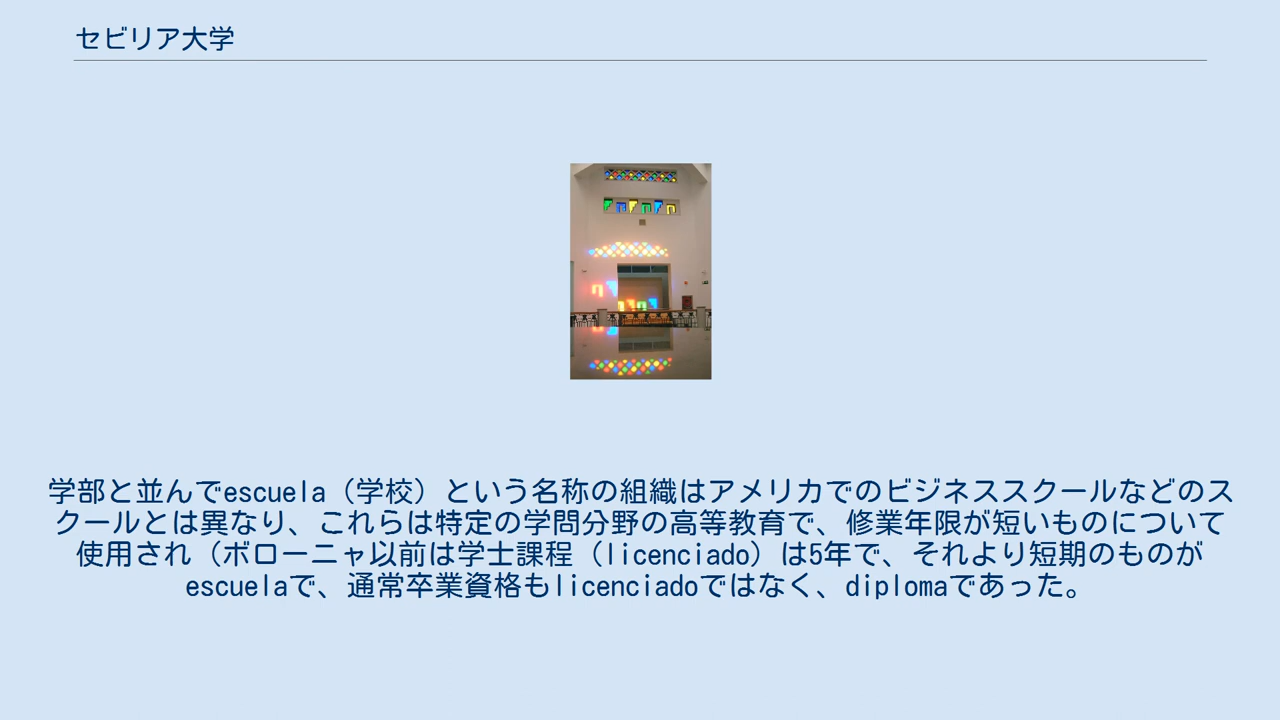 セビリア大学
学部と並んでescuela（学校）という名称の組織はアメリカでのビジネススクールなどのス
クールとは異なり、これらは特定の学問分野の高等教育で、修業年限が短いものについて
使用され（ボローニャ以前は学士課程（licenciado）は5年で、それより短期のものが
escuelaで、通常卒業資格もlicenciadoではなく、diplomaであった。